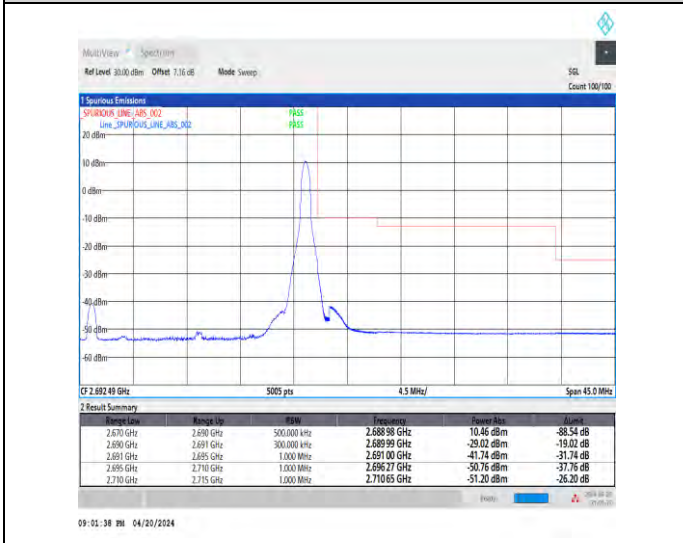 MultiView Spectrum
Ref Level 30.00 dBm Offset 7.16 dB Mode Sweep SGL
Count 100/100
1 Spurious Emissions
_SPURIOUS_LINE_ABS_002 PASS
Line _SPURIOUS_LINE_ABS_002 PASS
20 dBm
10 dBm
0 dBm
-10 dBm
-20 dBm
-30 dBm
-40 dBm
-50 dBm
-60 dBm
CF 2.692 49 GHz 5005 pts 4.5 MHz/ Span 45.0 MHz
2 Result Summary
Range Low Range Up RBW Frequency Power Abs ΔLimit
2.670 GHz 2.690 GHz 500.000 kHz 2.688 98 GHz 10.46 dBm -88.54 dB
2.690 GHz 2.691 GHz 300.000 kHz 2.689 99 GHz -29.02 dBm -19.02 dB
2.691 GHz 2.695 GHz 1.000 MHz 2.691 00 GHz -41.74 dBm -31.74 dB
2.695 GHz 2.710 GHz 1.000 MHz 2.696 27 GHz -50.76 dBm -37.76 dB
2.710 GHz 2.715 GHz 1.000 MHz 2.710 65 GHz -51.20 dBm -26.20 dB
09:01:38 PM 04/20/2024